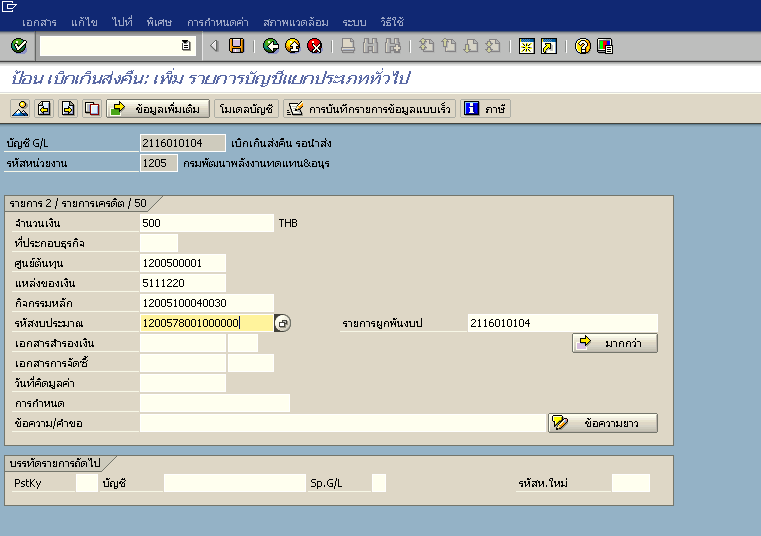 เอกสาร แก้ไข ไปที่ พิเศษ การกำหนดค่า สภาพแวดล้อม ระบบ วิธีใช้
ป้อน เบิกเกินส่งคืน: เพิ่ม รายการบัญชีแยกประเภททั่วไป
ข้อมูลเพิ่มเติม โมเดลบัญชี การบันทึกรายการข้อมูลแบบเร็ว ภาษี
บัญชี G/L 2116010104 เบิกเกินส่งคืน รอนำส่ง
รหัสหน่วยงาน 1205 กรมพัฒนาพลังงานทดแทน&อนุร
รายการ 2 / รายการเครดิต / 50
จำนวนเงิน 500 THB
ที่ประกอบธุรกิจ
ศูนย์ต้นทุน 1200500001
แหล่งของเงิน 5111220
กิจกรรมหลัก 12005100040030
รหัสงบประมาณ 1200578001000000 รายการผูกพันงบป 2116010104
เอกสารสำรองเงิน มากกว่า
เอกสารการจัดซื้
วันที่คิดมูลค่า
การกำหนด
ข้อความ/คำขอ ข้อความยาว
บรรทัดรายการถัดไป
PstKy บัญชี Sp.G/L รหัสห.ใหม่